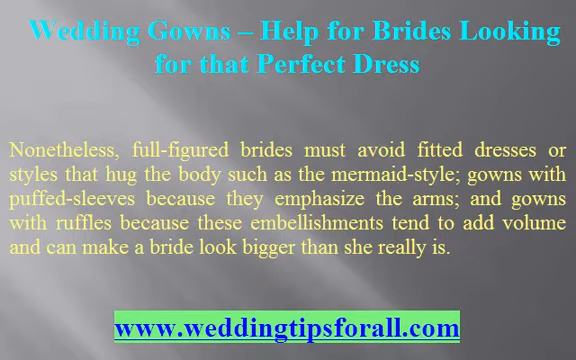 Wedding Gowns – Help for Brides Looking
for that Perfect Dress
Nonetheless, full-figured brides must avoid fitted dresses or
styles that hug the body such as the mermaid-style; gowns with
puffed-sleeves because they emphasize the arms; and gowns
with ruffles because these embellishments tend to add volume
and can make a bride look bigger than she really is.
www.weddingtipsforall.com